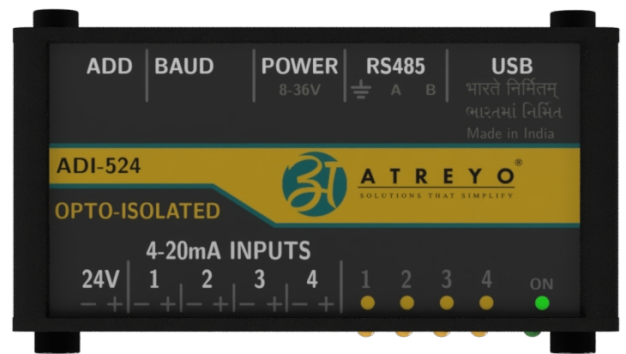 ADD BAUD POWER RS485 USB
8-36V A B भारते निर्मितम्
ભારતમાં નિર્મિત
Made in India
ADI-524
ATREYO®
SOLUTIONS THAT SIMPLIFY
OPTO-ISOLATED
4-20mA INPUTS
24V 1 2 3 4 1 2 3 4 ON
- + - + - + - + - +